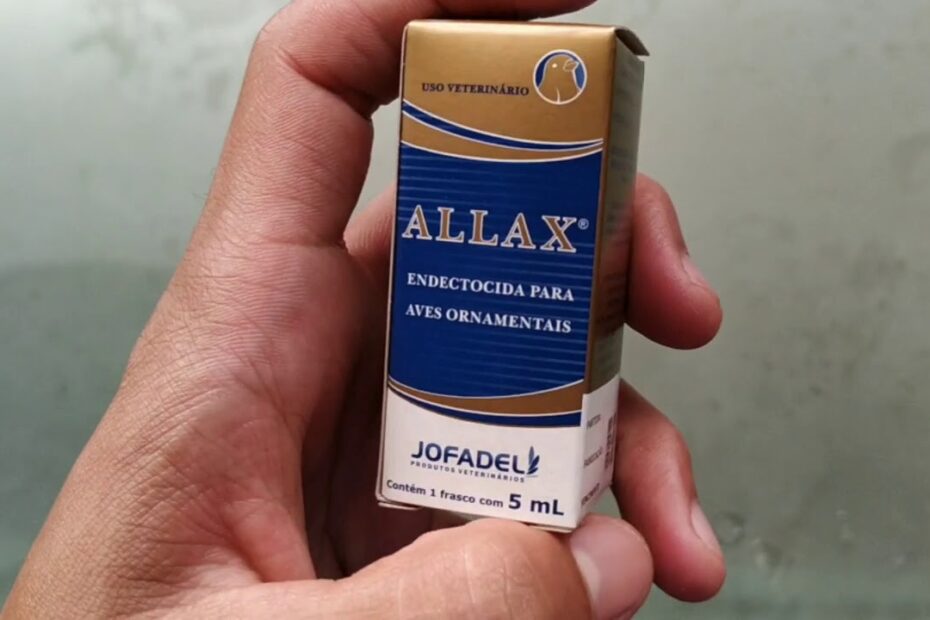 USO VETERINÁRIO
ALLAX®
ENDECTOCIDA PARA
AVES ORNAMENTAIS
JOFADEL
PRODUTOS VETERINÁRIOS
Contém 1 frasco com 5 mL